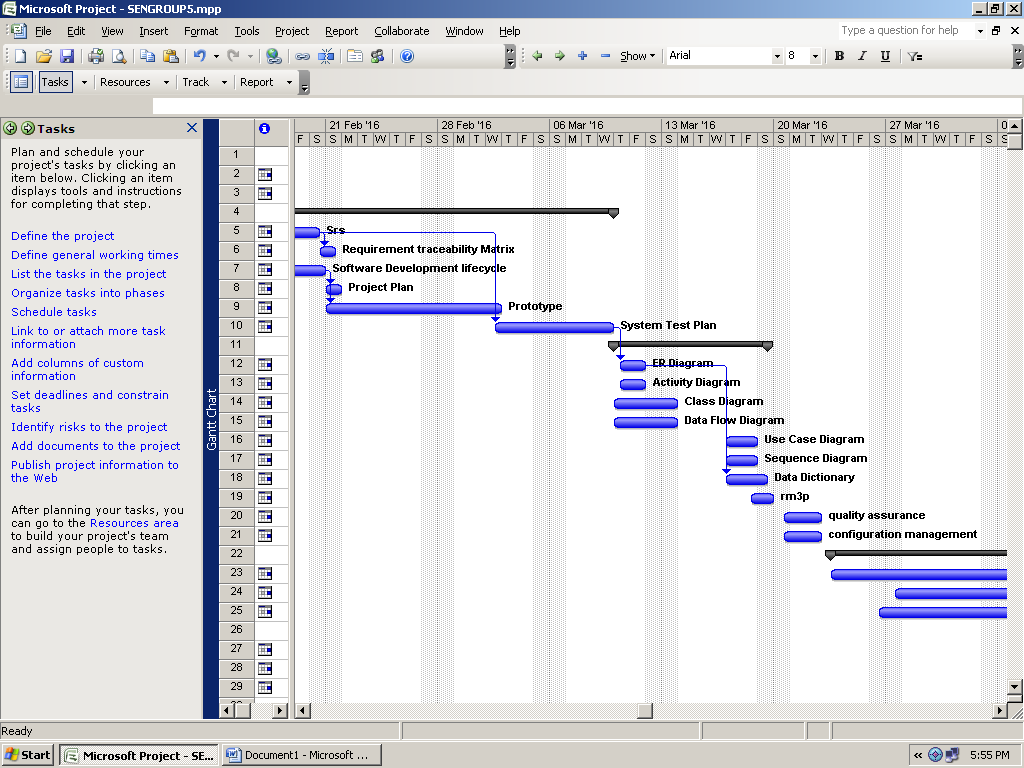 Microsoft Project - SENGROUP5.mpp
File Edit View Insert Format Tools Project Report Collaborate Window Help
Type a question for help
Show Arial 8 B I U
Tasks Resources Track Report
Tasks
Plan and schedule your
project's tasks by clicking an
item below. Clicking an item
displays tools and instructions
for completing that step.
Define the project
Define general working times
List the tasks in the project
Organize tasks into phases
Schedule tasks
Link to or attach more task
information
Add columns of custom
information
Set deadlines and constrain
tasks
Identify risks to the project
Add documents to the project
Publish project information to
the Web
After planning your tasks, you
can go to the Resources area
to build your project's team
and assign people to tasks.
Gantt Chart
21 Feb '16 28 Feb '16 06 Mar '16 13 Mar '16 20 Mar '16 27 Mar '16 0
F S S M T W T F S S M T W T F S S M T W T F S S M T W T F S S M T W T F S S M T W T F S S
1
2
3
4
5 Srs
6 Requirement traceability Matrix
7 Software Development lifecycle
8 Project Plan
9 Prototype
10 System Test Plan
11
12 ER Diagram
13 Activity Diagram
14 Class Diagram
15 Data Flow Diagram
16 Use Case Diagram
17 Sequence Diagram
18 Data Dictionary
19 rm3p
20 quality assurance
21 configuration management
22
23
24
25
26
27
28
29
Ready
Start Microsoft Project - SE... Document1 - Microsoft ... « 5:55 PM